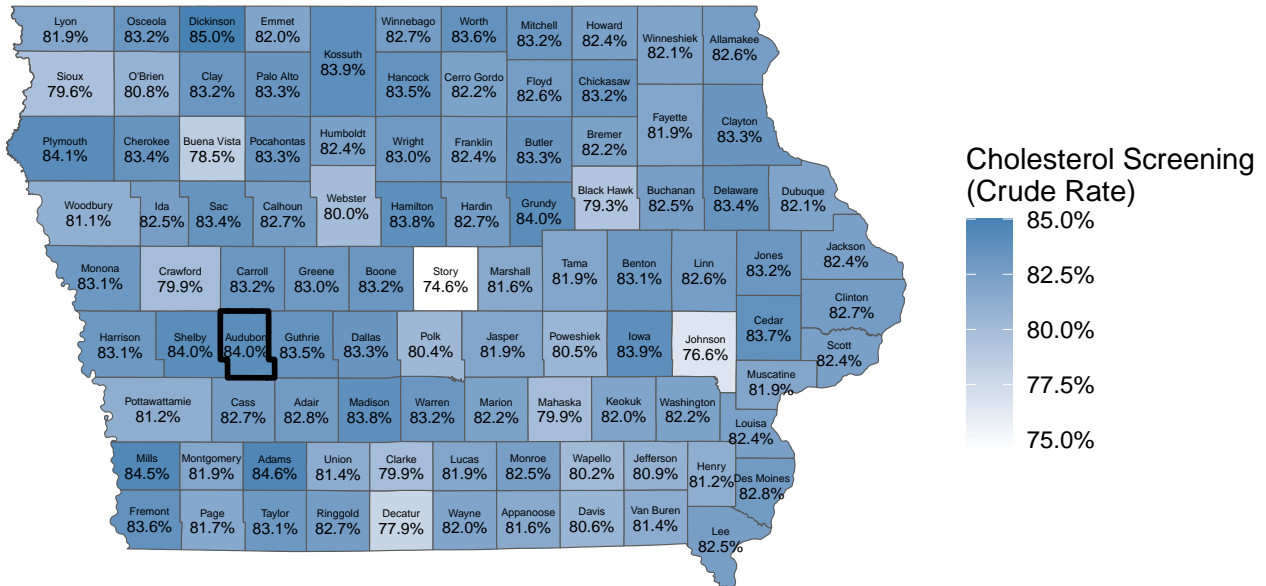 Lyon
81.9%
Osceola
83.2%
Dickinson
85.0%
Emmet
82.0%
Kossuth
83.9%
Winnebago
82.7%
Worth
83.6%
Mitchell
83.2%
Howard
82.4%
Winneshiek
82.1%
Allamakee
82.6%
Sioux
79.6%
O'Brien
80.8%
Clay
83.2%
Palo Alto
83.3%
Hancock
83.5%
Cerro Gordo
82.2%
Floyd
82.6%
Chickasaw
83.2%
Plymouth
84.1%
Cherokee
83.4%
Buena Vista
78.5%
Pocahontas
83.3%
Humboldt
82.4%
Wright
83.0%
Franklin
82.4%
Butler
83.3%
Bremer
82.2%
Fayette
81.9%
Clayton
83.3%
Woodbury
81.1%
Ida
82.5%
Sac
83.4%
Calhoun
82.7%
Webster
80.0%
Hamilton
83.8%
Hardin
82.7%
Grundy
84.0%
Black Hawk
79.3%
Buchanan
82.5%
Delaware
83.4%
Dubuque
82.1%
Monona
83.1%
Crawford
79.9%
Carroll
83.2%
Greene
83.0%
Boone
83.2%
Story
74.6%
Marshall
81.6%
Tama
81.9%
Benton
83.1%
Linn
82.6%
Jones
83.2%
Jackson
82.4%
Clinton
82.7%
Harrison
83.1%
Shelby
84.0%
Audubon
84.0%
Guthrie
83.5%
Dallas
83.3%
Polk
80.4%
Jasper
81.9%
Poweshiek
80.5%
Iowa
83.9%
Johnson
76.6%
Cedar
83.7%
Scott
82.4%
Muscatine
81.9%
Pottawattamie
81.2%
Cass
82.7%
Adair
82.8%
Madison
83.8%
Warren
83.2%
Marion
82.2%
Mahaska
79.9%
Keokuk
82.0%
Washington
82.2%
Louisa
82.4%
Mills
84.5%
Montgomery
81.9%
Adams
84.6%
Union
81.4%
Clarke
79.9%
Lucas
81.9%
Monroe
82.5%
Wapello
80.2%
Jefferson
80.9%
Henry
81.2%
Des Moines
82.8%
Fremont
83.6%
Page
81.7%
Taylor
83.1%
Ringgold
82.7%
Decatur
77.9%
Wayne
82.0%
Appanoose
81.6%
Davis
80.6%
Van Buren
81.4%
Lee
82.5%
Cholesterol Screening
(Crude Rate)
85.0%
82.5%
80.0%
77.5%
75.0%